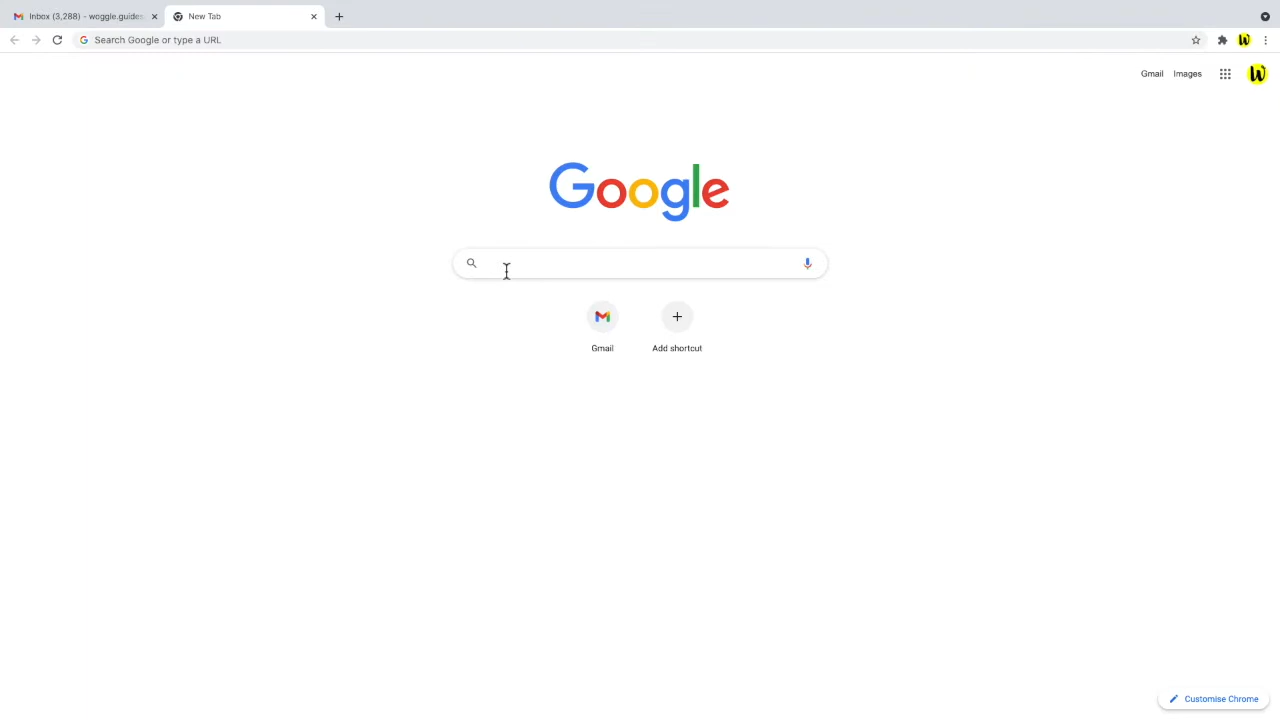 Inbox (3,288) - woggle.guides
New Tab
Search Google or type a URL
W
Gmail
Images
W
Google
Gmail
Add shortcut
Customise Chrome